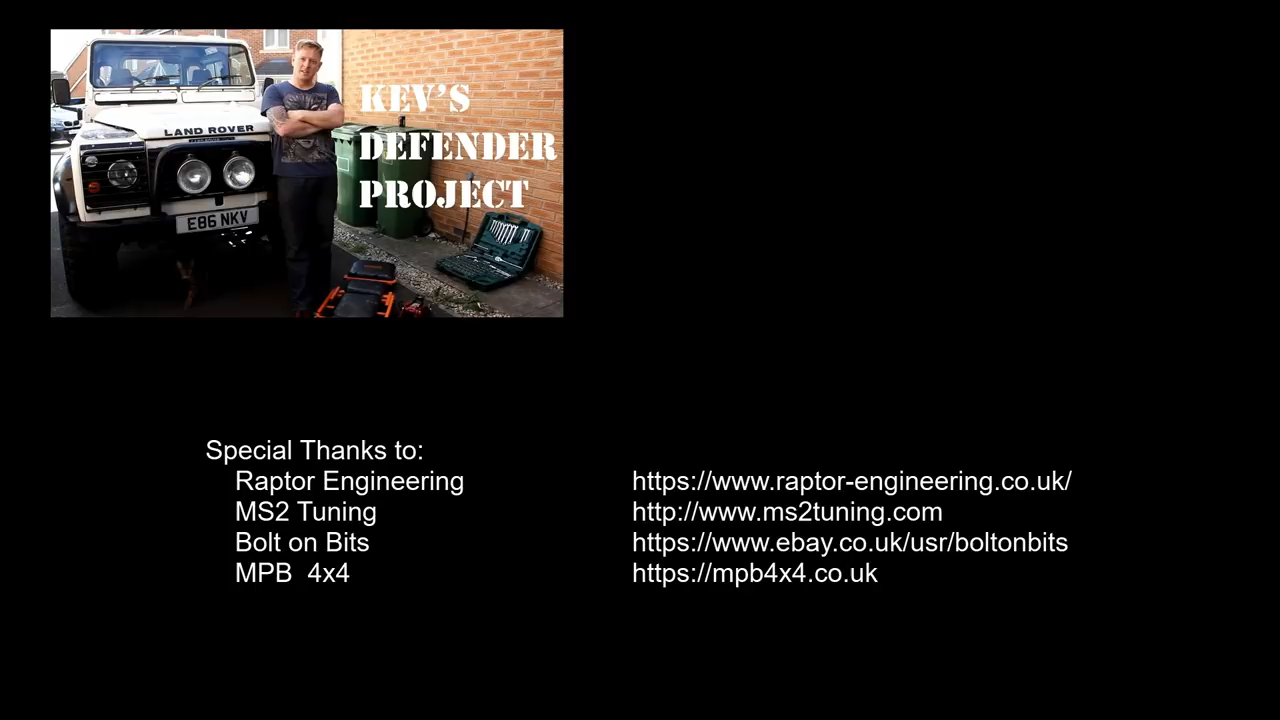 LAND ROVER
E86 NKV
KEV'S
DEFENDER
PROJECT
Special Thanks to:
Raptor Engineering https://www.raptor-engineering.co.uk/
MS2 Tuning http://www.ms2tuning.com
Bolt on Bits https://www.ebay.co.uk/usr/boltonbits
MPB 4x4 https://mpb4x4.co.uk